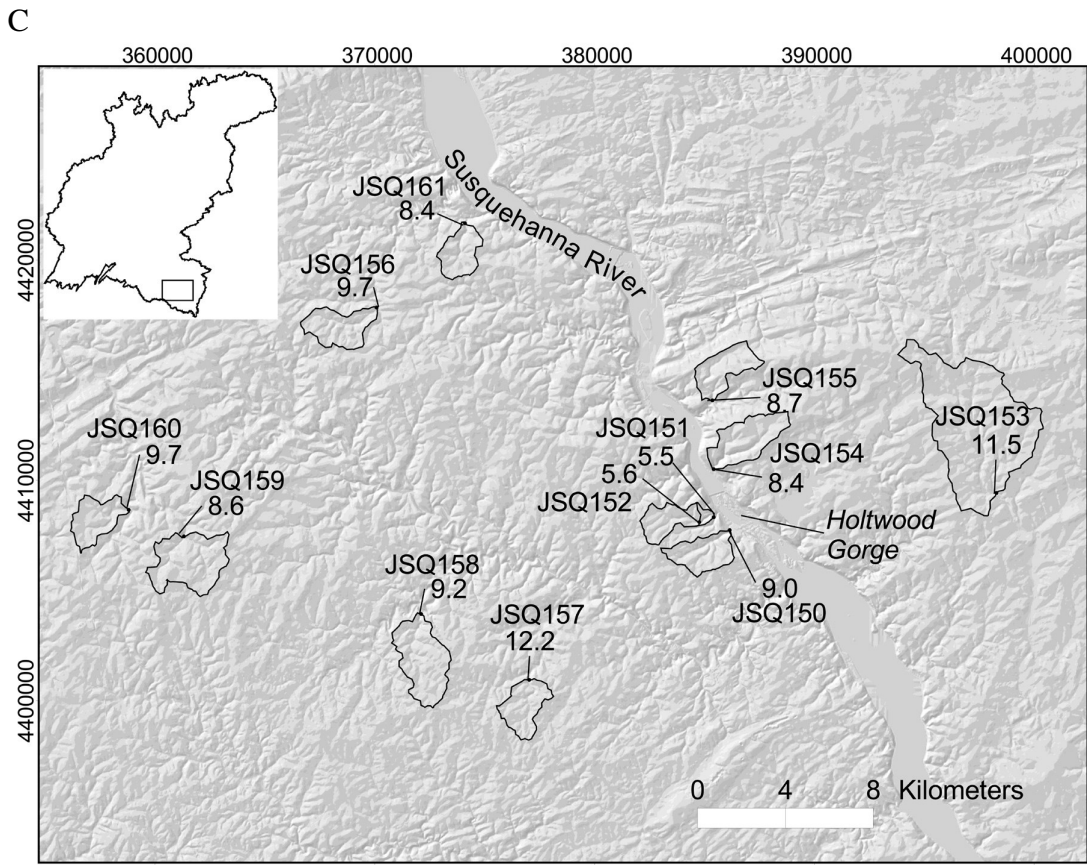 C
360000
370000
380000
390000
400000
4420000
4410000
4400000
Susquehanna River
JSQ161
8.4
JSQ156
9.7
JSQ155
8.7
JSQ151
5.5
5.6
JSQ152
JSQ154
8.4
JSQ153
11.5
JSQ160
9.7
JSQ159
8.6
Holtwood
Gorge
JSQ158
9.2
JSQ157
12.2
9.0
JSQ150
0 4 8 Kilometers